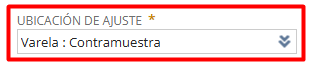 UBICACIÓN DE AJUSTE *
Varela : Contramuestra